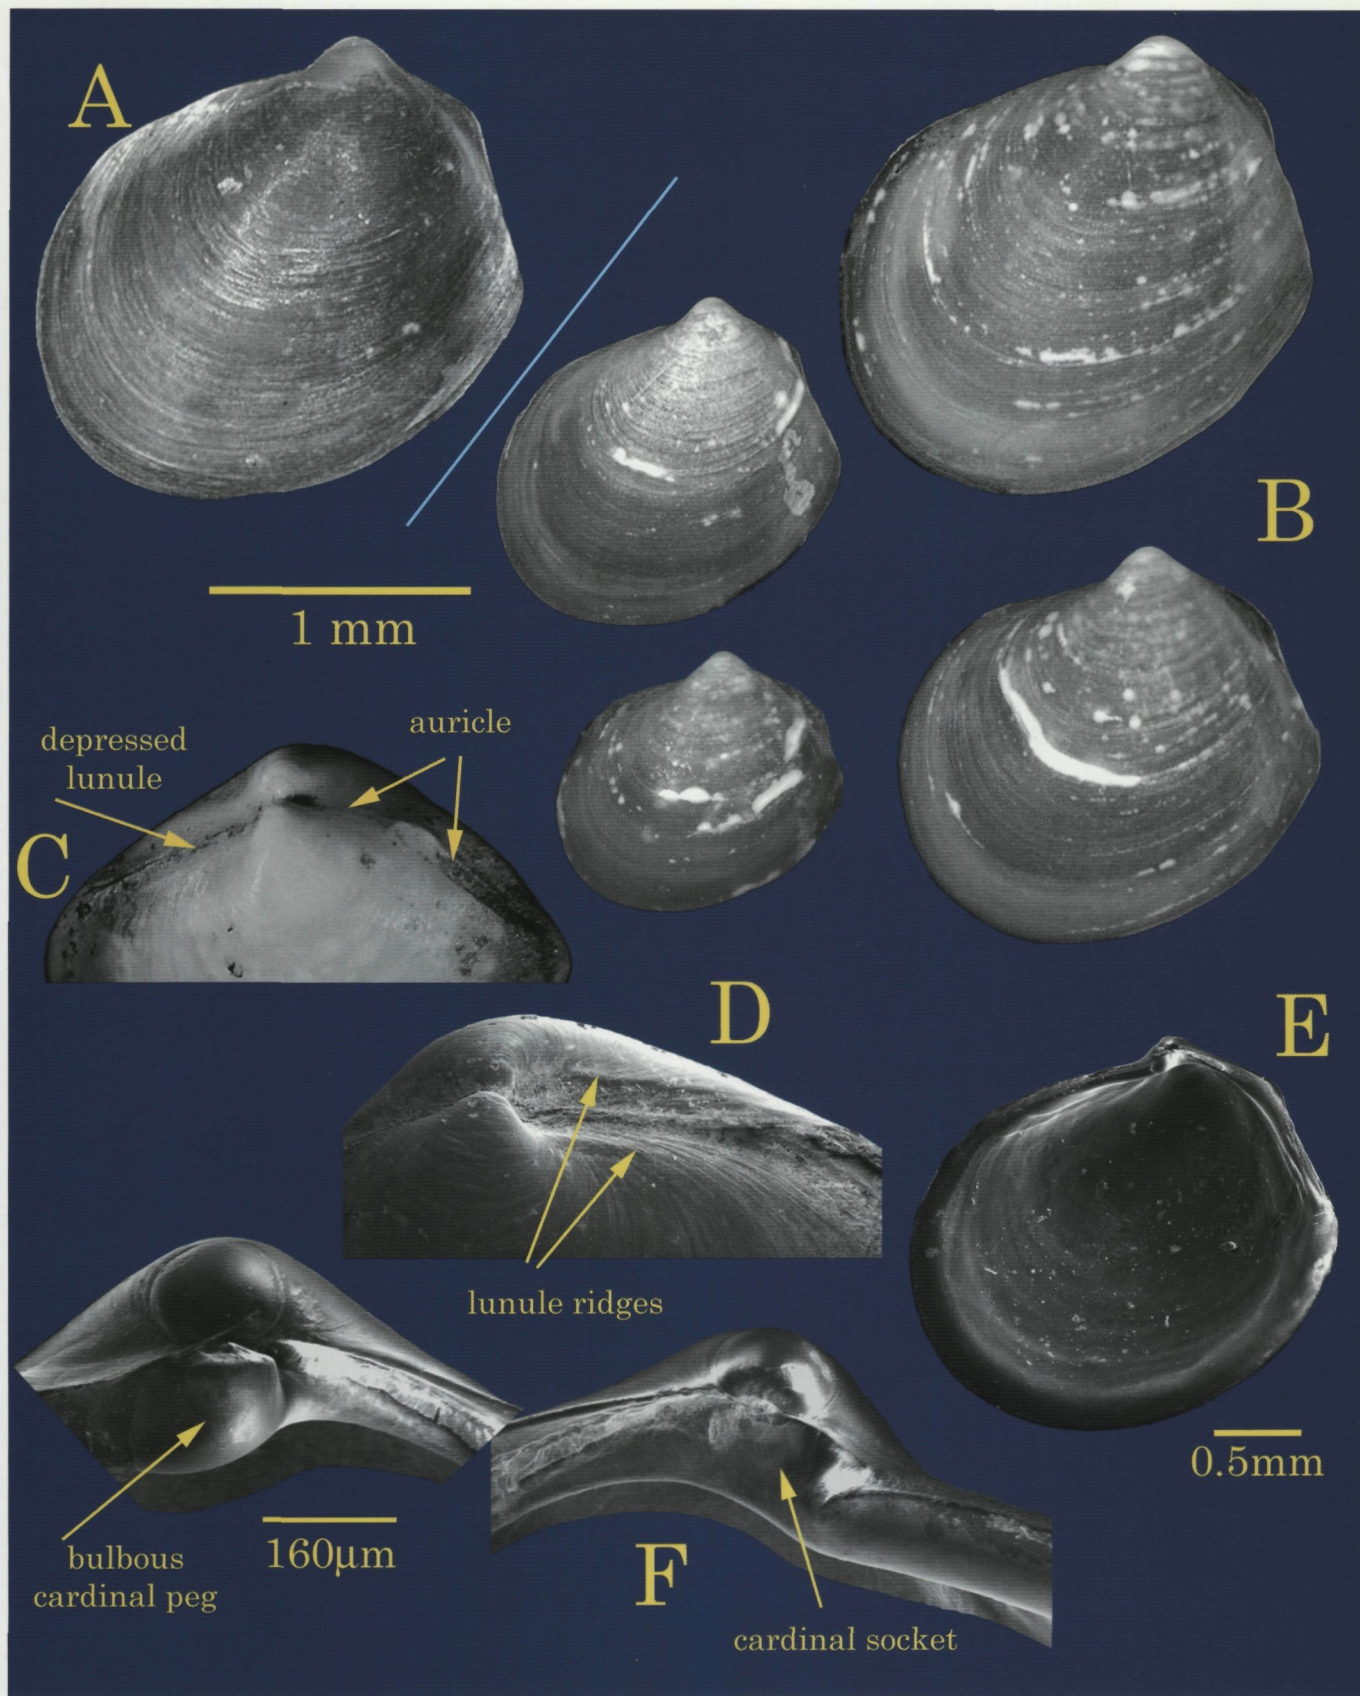 A
B
1 mm
depressed
lunule
auricle
C
D
E
lunule ridges
0.5mm
bulbous
cardinal peg
160µm
F
cardinal socket